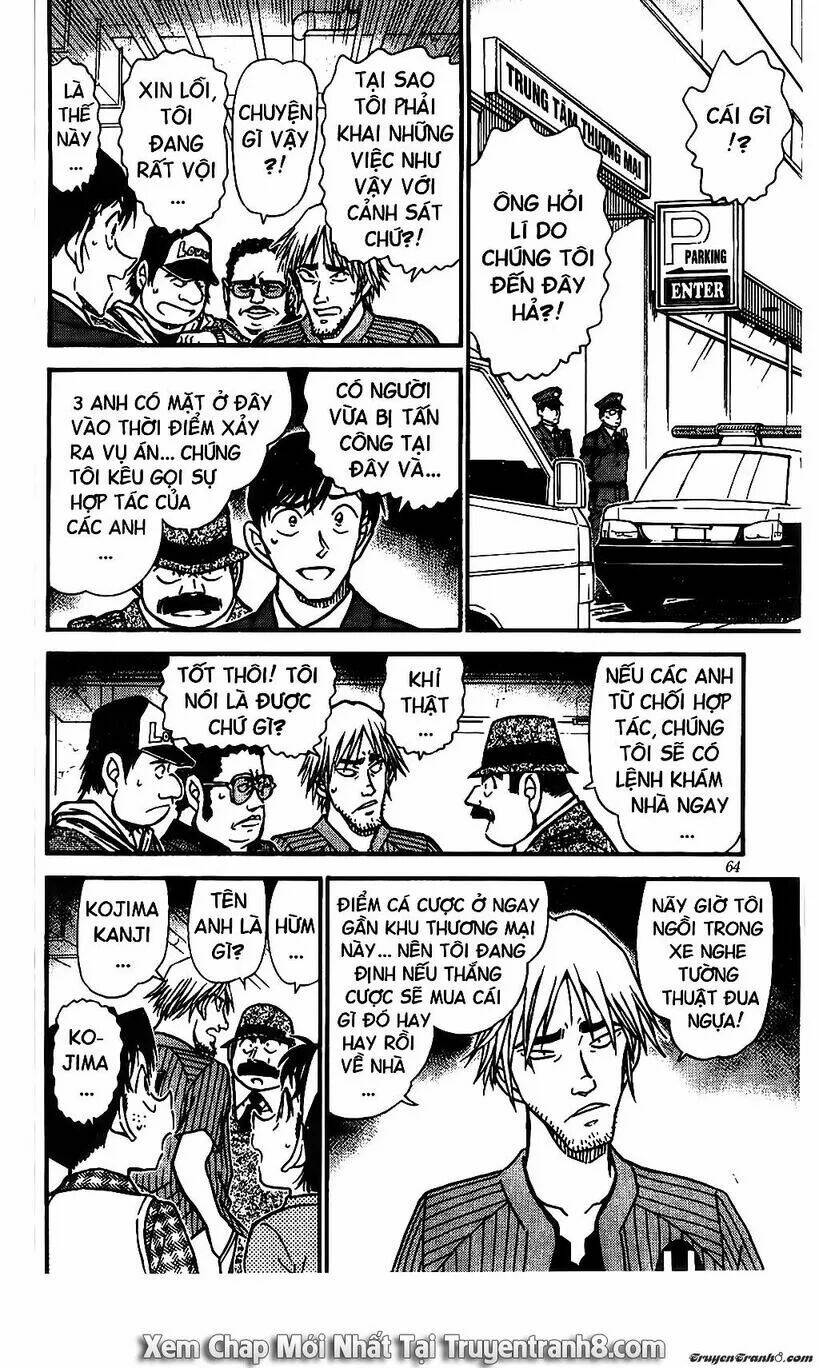 CÁI GÌ
!?
TRUNG TÂM THƯƠNG MẠI
P
PARKING
ENTER
ÔNG HỎI
LÍ DO
CHÚNG TÔI
ĐẾN ĐÂY
HẢ?!
TẠI SAO
TÔI PHẢI
KHAI NHỮNG
VIỆC NHƯ
VẬY VỚI
CẢNH SÁT
CHỨ?!
CHUYỆN
GÌ VẬY
?!
XIN LỖI,
TÔI
ĐANG
RẤT VỘI
...
LÀ
THẾ
NÀY
...
CÓ NGƯỜI
VỪA BỊ TẤN
CÔNG TẠI
ĐÂY VÀ...
3 ANH CÓ MẶT Ở ĐÂY
VÀO THỜI ĐIỂM XẢY
RA VỤ ÁN... CHÚNG
TÔI KÊU GỌI SỰ
HỢP TÁC CỦA
CÁC ANH
...
NẾU CÁC ANH
TỪ CHỐI HỢP
TÁC, CHÚNG
TÔI SẼ CÓ
LỆNH KHÁM
NHÀ NGAY
...
KHỈ
THẬT
...
TỐT THÔI! TÔI
NÓI LÀ ĐƯỢC
CHỨ GÌ?
64
NÃY GIỜ TÔI
NGỒI TRONG
XE NGHE
TƯỜNG
THUẬT ĐUA
NGỰA!
ĐIỂM CÁ CƯỢC Ở NGAY
GẦN KHU THƯƠNG MẠI
NÀY... NÊN TÔI ĐANG
ĐỊNH NẾU THẮNG
CƯỢC SẼ MUA CÁI
GÌ ĐÓ HAY
HAY RỒI
VỀ NHÀ
...
HỪM
...
TÊN
ANH LÀ
GÌ?
KOJIMA
KANJI
...
KO-
JIMA
...
Xem Chap Mới Nhất Tại Truyentranh8.com
TruyenTranh8.com